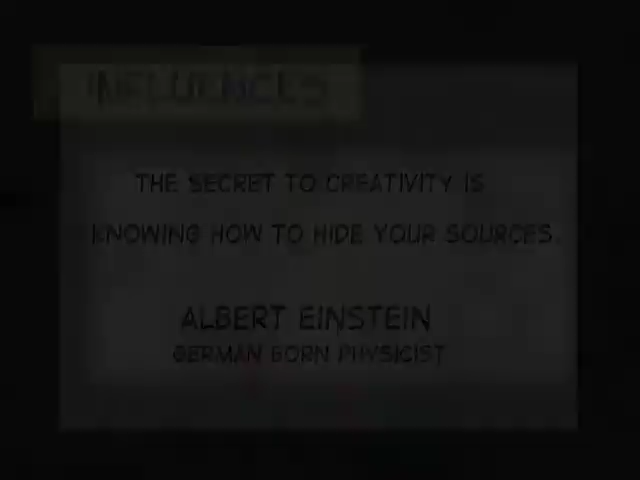 INFLUENCES
THE SECRET TO CREATIVITY IS
KNOWING HOW TO HIDE YOUR SOURCES.
ALBERT EINSTEIN
GERMAN BORN PHYSICIST